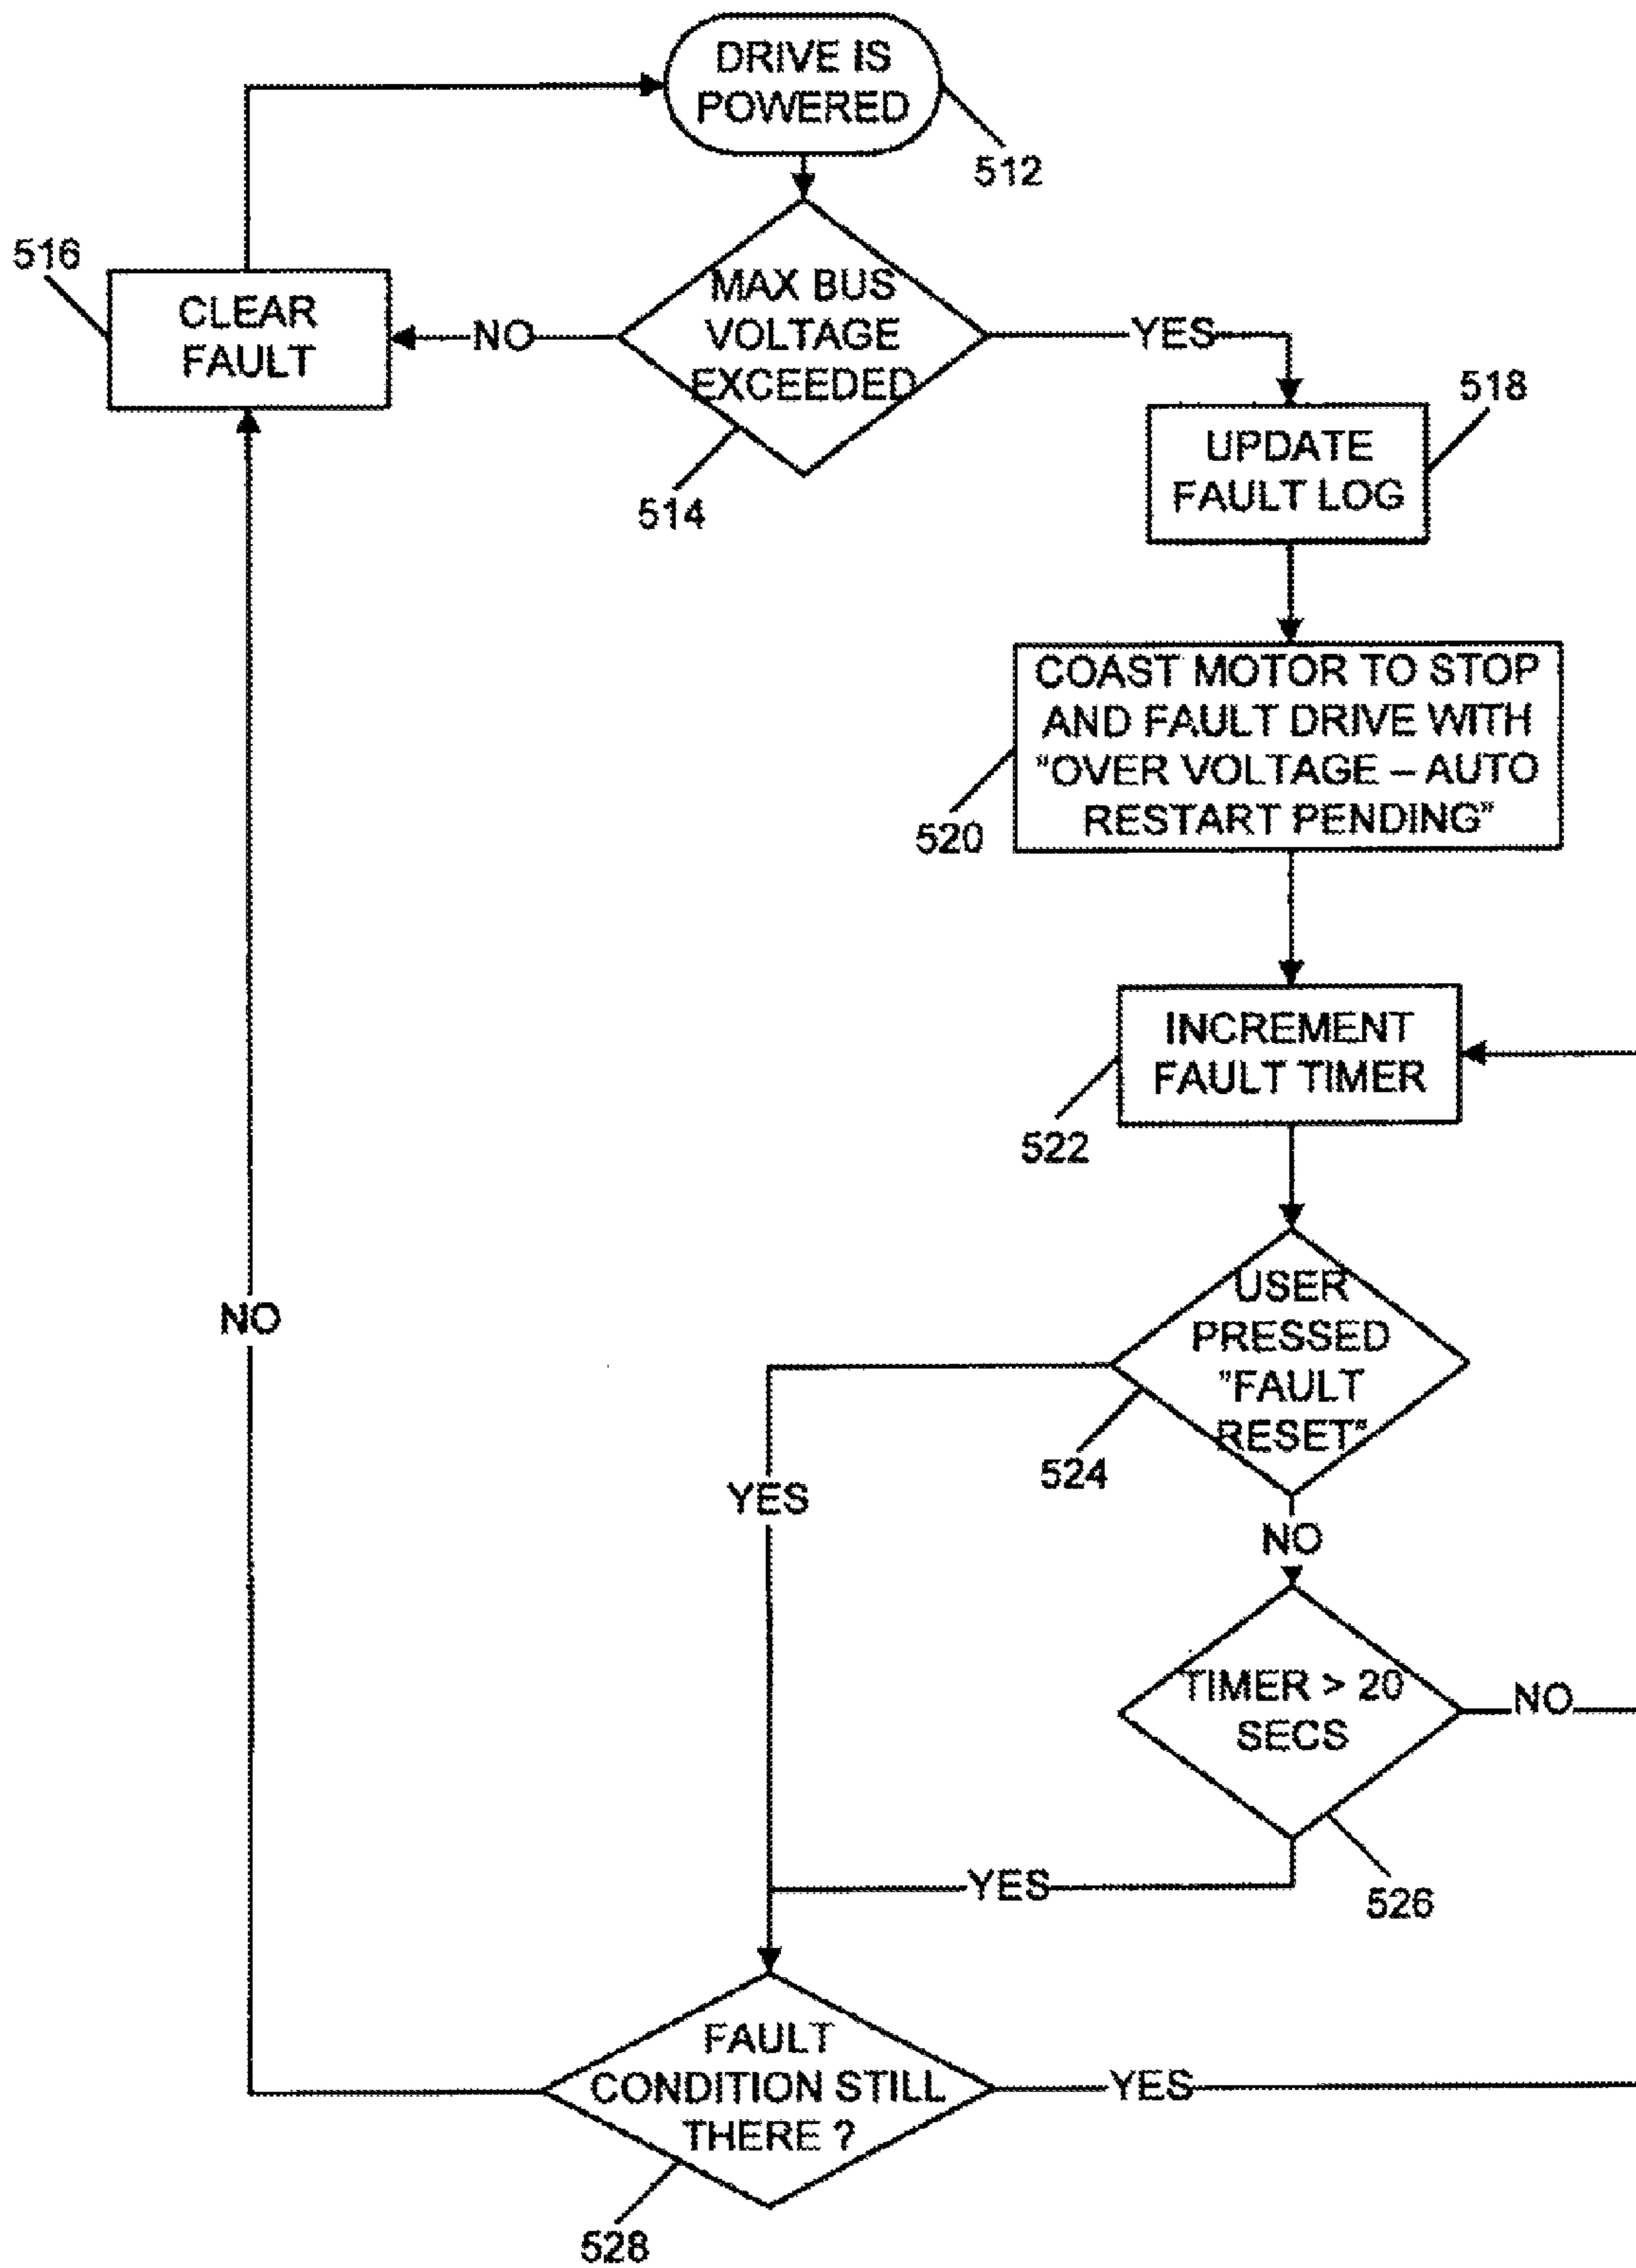 DRIVE IS
POWERED
512
516
CLEAR
FAULT
NO
MAX BUS
VOLTAGE
EXCEEDED
514
YES
518
UPDATE
FAULT LOG
COAST MOTOR TO STOP
AND FAULT DRIVE WITH
"OVER VOLTAGE – AUTO
RESTART PENDING"
520
INCREMENT
FAULT TIMER
522
USER
PRESSED
"FAULT
RESET"
524
NO
YES
NO
TIMER > 20
SECS
NO
526
YES
FAULT
CONDITION STILL
THERE ?
YES
528